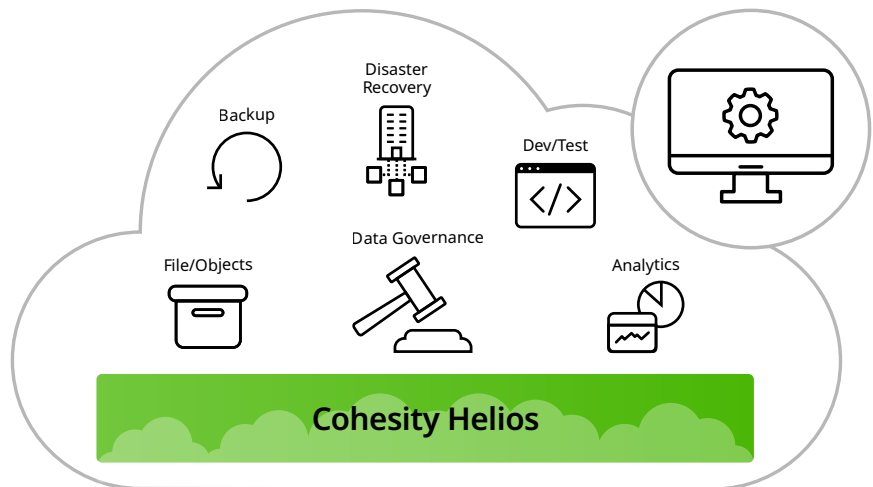 Disaster
Recovery
Backup
Dev/Test
Data Governance
File/Objects
Analytics
Cohesity Helios